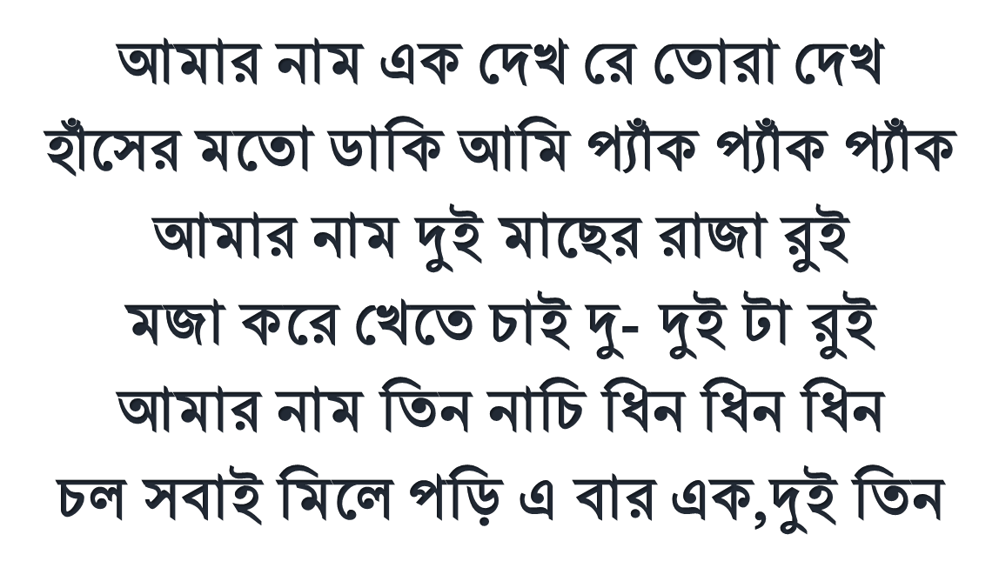 আমার নাম এক দেখ রে তোরা দেখ
হাঁসের মতো ডাকি আমি প্যাঁক প্যাঁক প্যাঁক
আমার নাম দুই মাছের রাজা রুই
মজা করে খেতে চাই দু- দুই টা রুই
আমার নাম তিন নাচি ধিন ধিন ধিন
চল সবাই মিলে পড়ি এ বার এক,দুই তিন